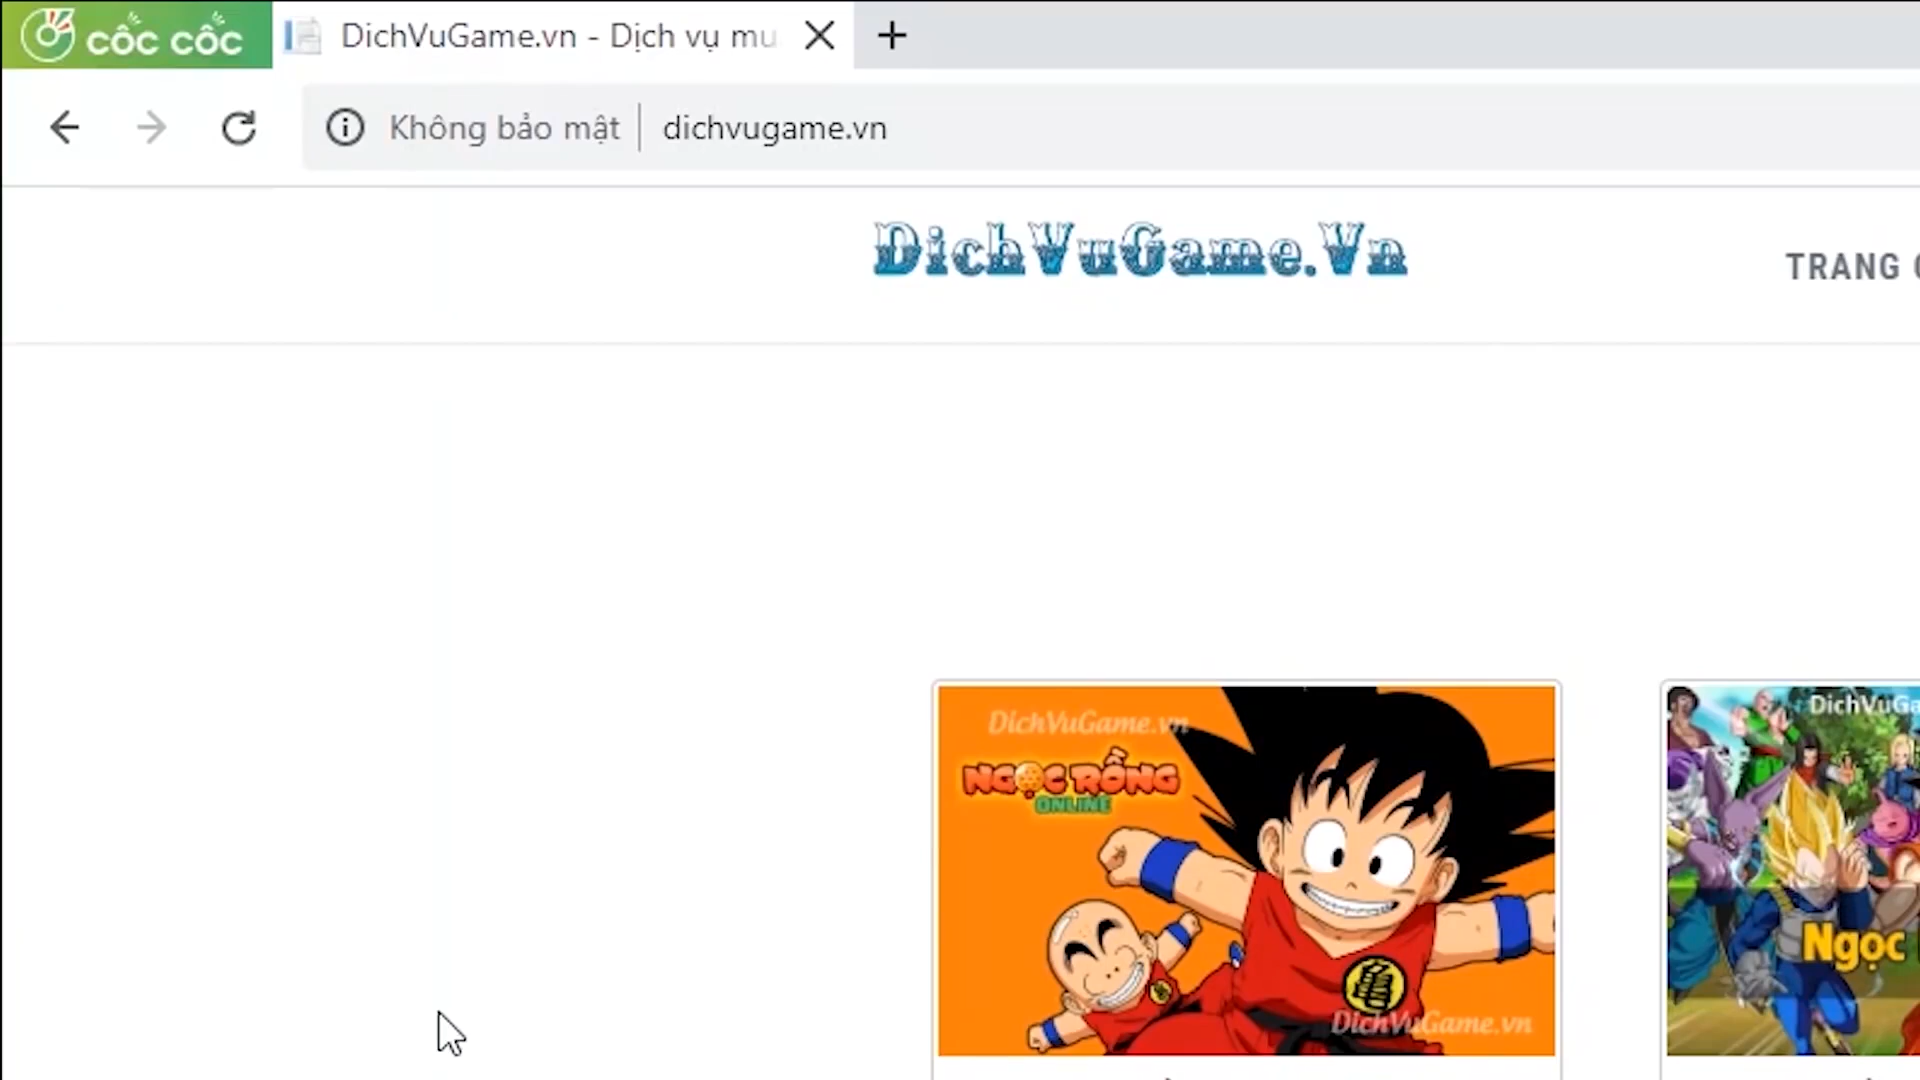 cốc cốc
DichVuGame.vn - Dịch vụ mu
Không bảo mật
dichvugame.vn
DichVuGame.Vn
TRANG
DichVuGame.vn
NGỌC RỒNG
ONLINE
DichVuGame.vn
DichVuGa
Ngọc